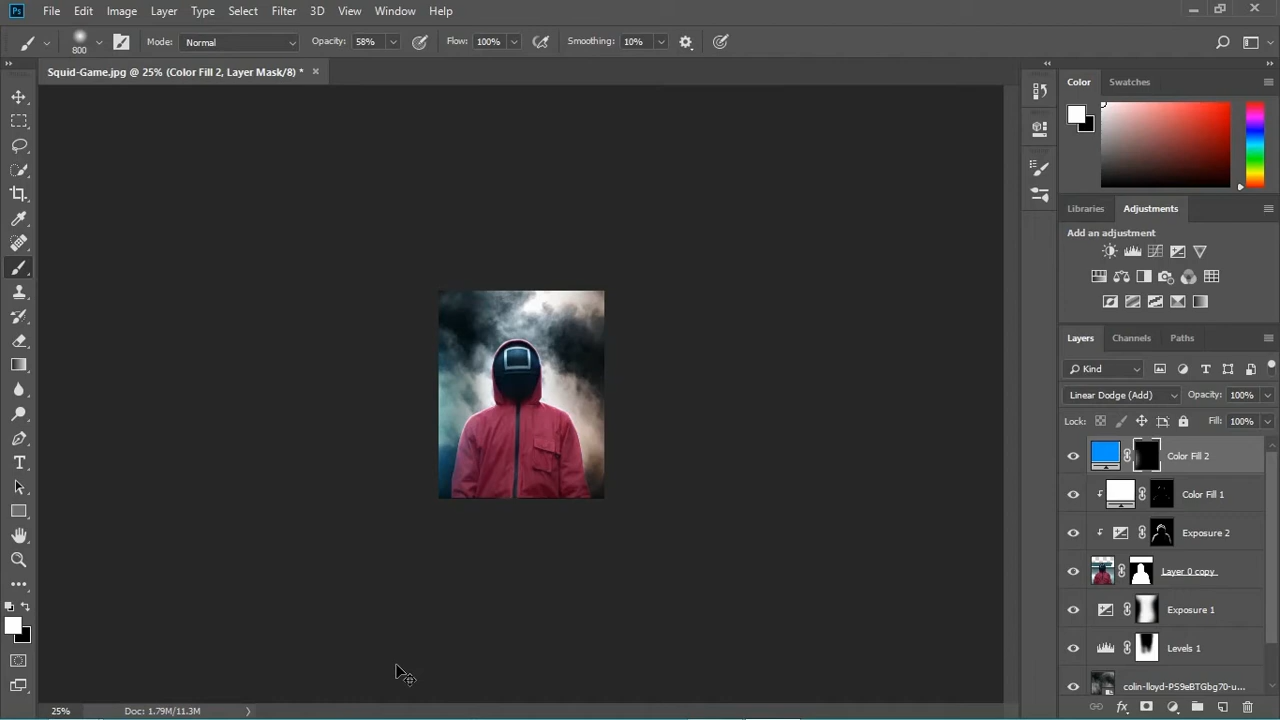 Ps File Edit Image Layer Type Select Filter 3D View Window Help
800 Mode: Normal Opacity: 58% Flow: 100% Smoothing: 10%
Squid-Game.jpg @ 25% (Color Fill 2, Layer Mask/8) *
Color Swatches
Libraries Adjustments
Add an adjustment
Layers Channels Paths
Kind
Linear Dodge (Add) Opacity: 100%
Lock: Fill: 100%
Color Fill 2
Color Fill 1
Exposure 2
Layer 0 copy
Exposure 1
Levels 1
colin-lloyd-PS9eBTGbg70-u...
25% Doc: 1.79M/11.3M